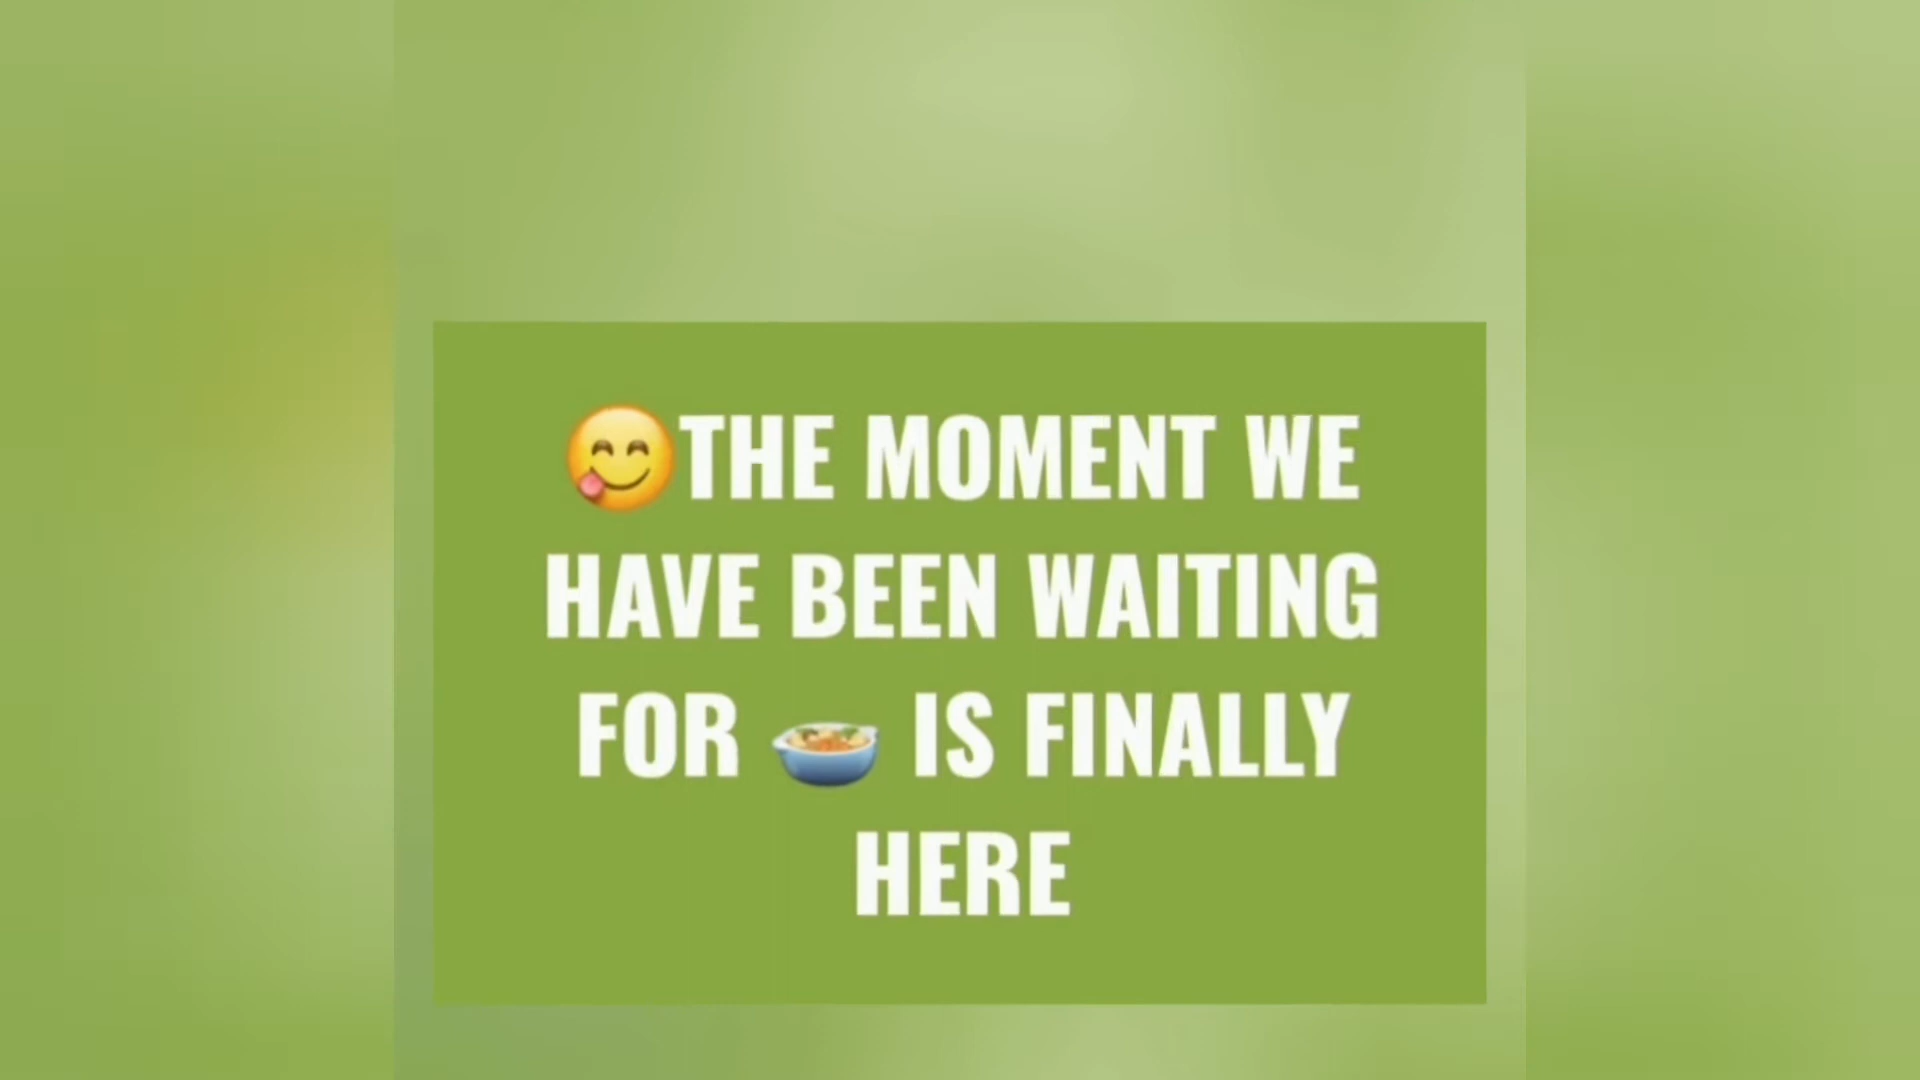 😋THE MOMENT WE
HAVE BEEN WAITING
FOR 🍲 IS FINALLY
HERE